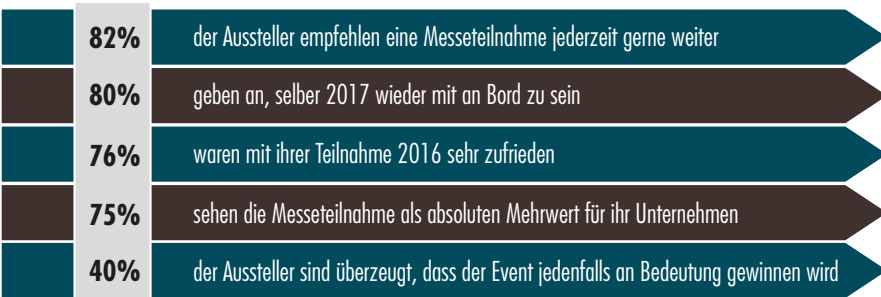 82% der Aussteller empfehlen eine Messeteilnahme jederzeit gerne weiter
80% geben an, selber 2017 wieder mit an Bord zu sein
76% waren mit ihrer Teilnahme 2016 sehr zufrieden
75% sehen die Messeteilnahme als absoluten Mehrwert für ihr Unternehmen
40% der Aussteller sind überzeugt, dass der Event jedenfalls an Bedeutung gewinnen wird